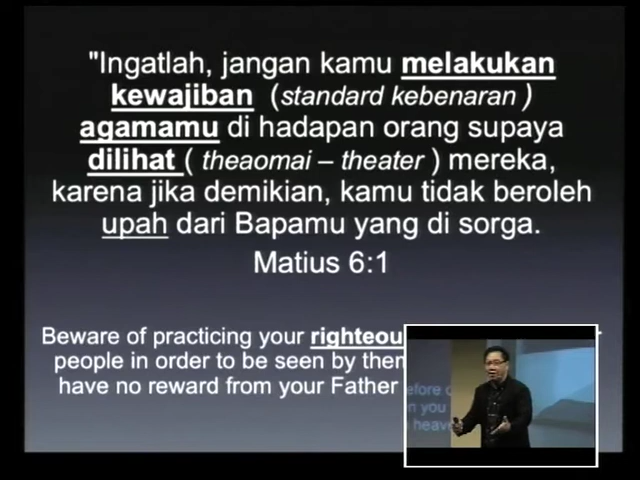 "Ingatlah, jangan kamu melakukan
kewajiban (standard kebenaran )
agamamu di hadapan orang supaya
dilihat ( theaomai – theater ) mereka,
karena jika demikian, kamu tidak beroleh
upah dari Bapamu yang di sorga.
Matius 6:1
Beware of practicing your
people in order to be seen by
have no reward from your Father
n you